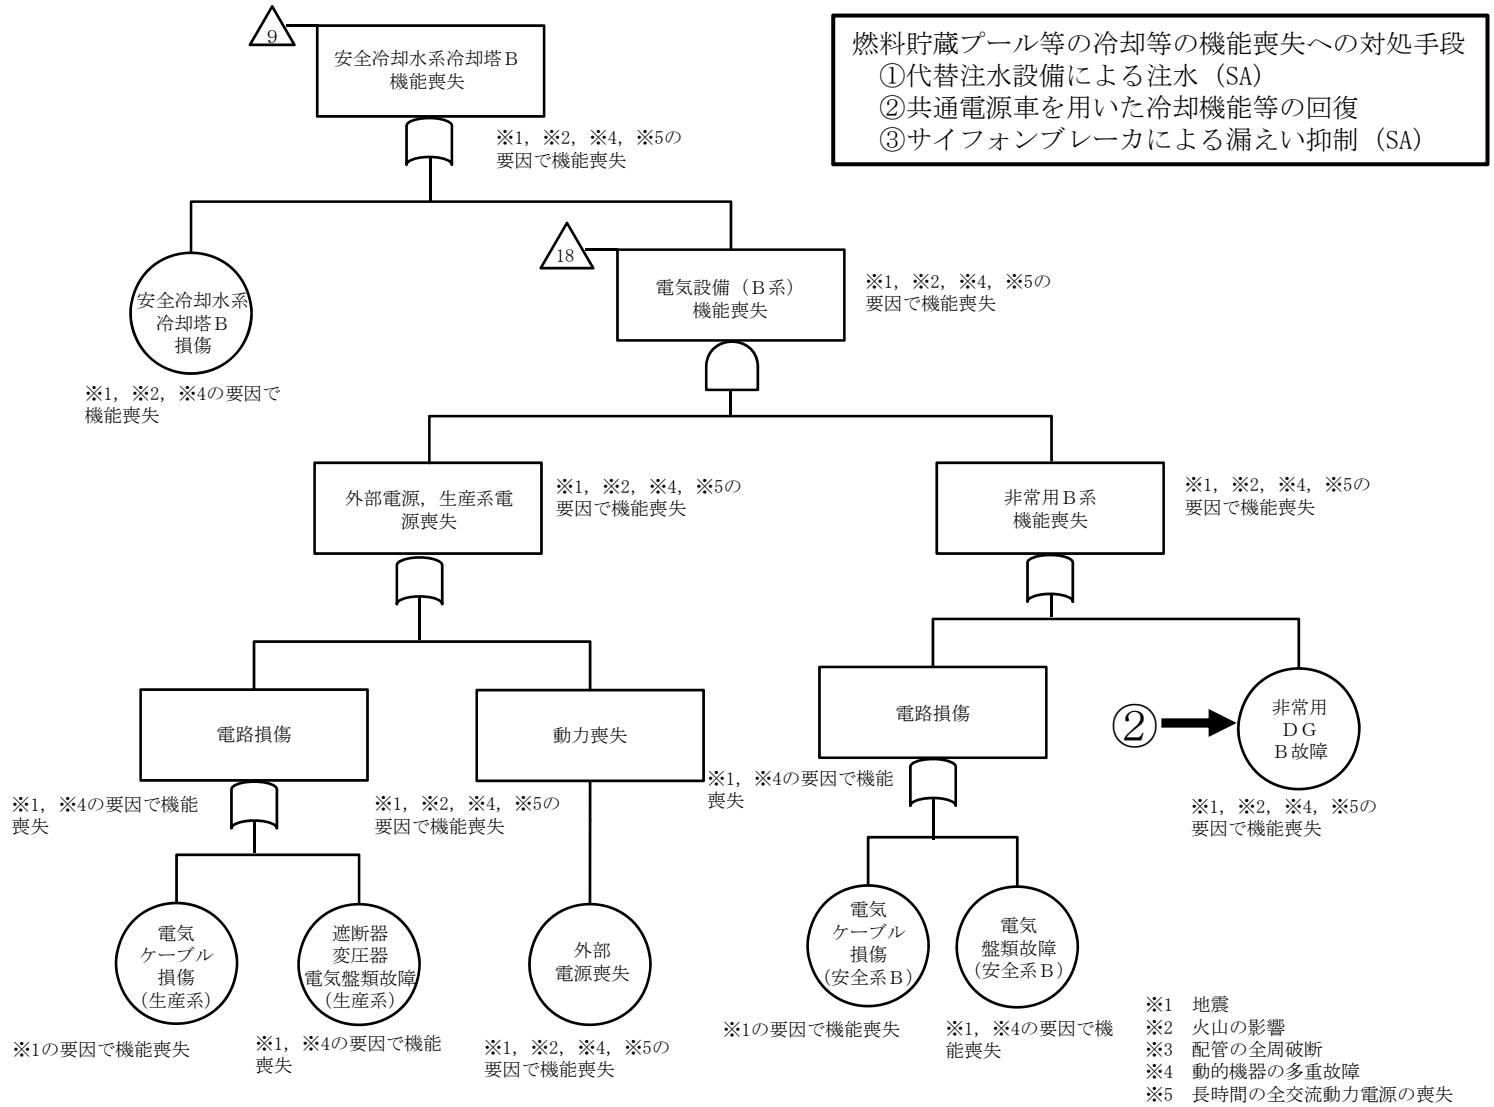 9
安全冷却水系冷却塔Ｂ
機能喪失
※1, ※2, ※4, ※5の
要因で機能喪失
燃料貯蔵プール等の冷却等の機能喪失への対処手段
①代替注水設備による注水（SA）
②共通電源車を用いた冷却機能等の回復
③サイフォンブレーカによる漏えい抑制（SA）
安全冷却水系
冷却塔Ｂ
損傷
※1, ※2, ※4の要因で
機能喪失
18
電気設備（Ｂ系）
機能喪失
※1, ※2, ※4, ※5の
要因で機能喪失
外部電源，生産系電
源喪失
※1, ※2, ※4, ※5の
要因で機能喪失
非常用Ｂ系
機能喪失
※1, ※2, ※4, ※5の
要因で機能喪失
電路損傷
※1, ※4の要因で機能
喪失
動力喪失
※1, ※2, ※4, ※5の
要因で機能喪失
電路損傷
※1, ※4の要因で機能
喪失
②
非常用
ＤＧ
Ｂ故障
※1, ※2, ※4, ※5の
要因で機能喪失
電気
ケーブル
損傷
（生産系）
※1の要因で機能喪失
遮断器
変圧器
電気盤類故障
（生産系）
※1, ※4の要因で機能
喪失
外部
電源喪失
※1, ※2, ※4, ※5の
要因で機能喪失
電気
ケーブル
損傷
（安全系Ｂ）
※1の要因で機能喪失
電気
盤類故障
（安全系Ｂ）
※1, ※4の要因で機
能喪失
※1　地震
※2　火山の影響
※3　配管の全周破断
※4　動的機器の多重故障
※5　長時間の全交流動力電源の喪失